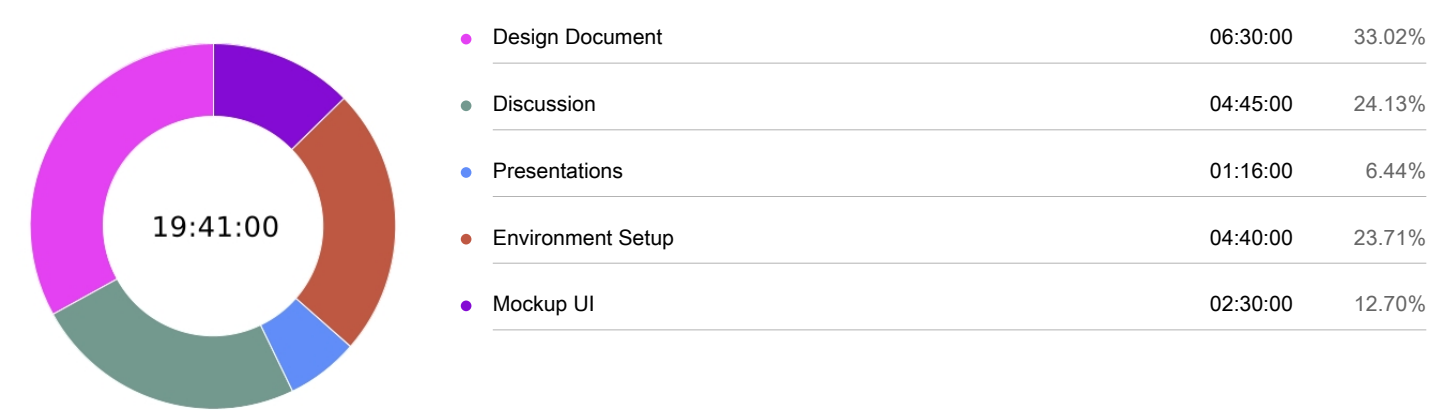 19:41:00
Design Document 06:30:00 33.02%
Discussion 04:45:00 24.13%
Presentations 01:16:00 6.44%
Environment Setup 04:40:00 23.71%
Mockup UI 02:30:00 12.70%